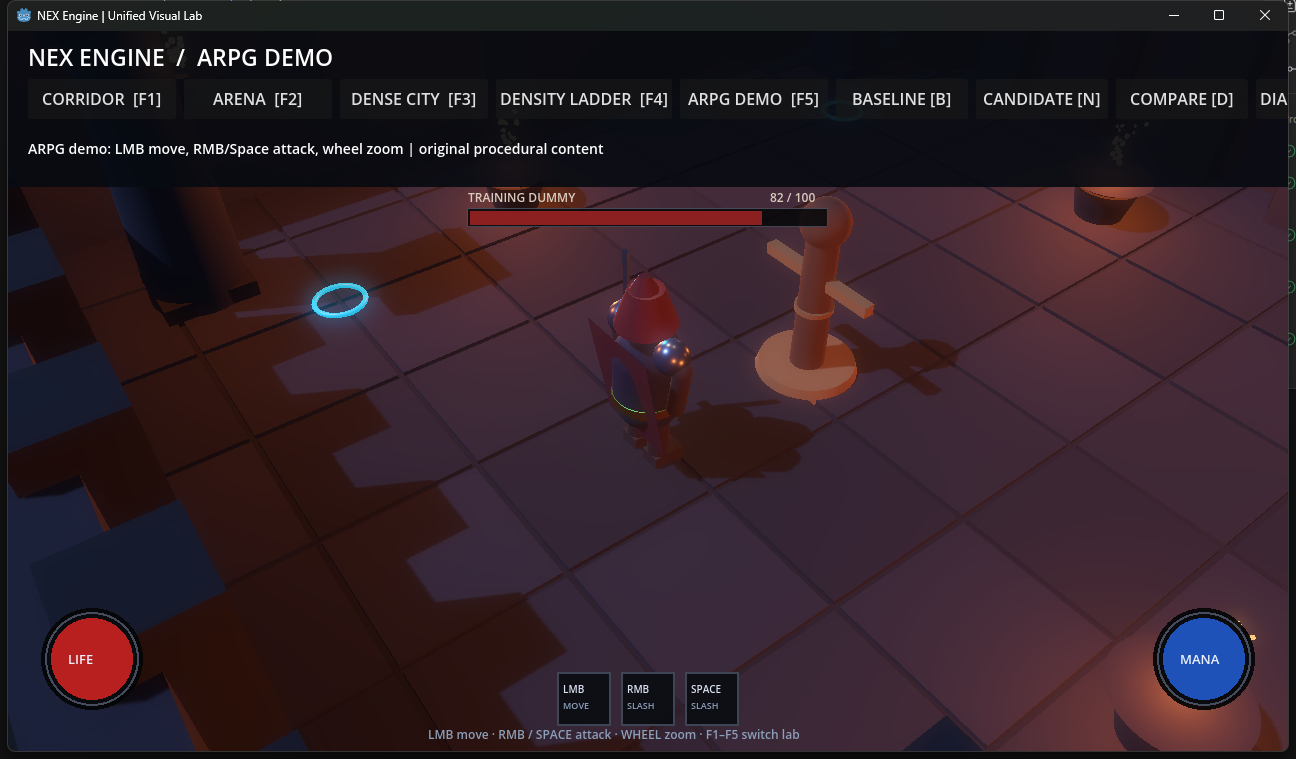 NEX Engine | Unified Visual Lab
NEX ENGINE / ARPG DEMO
CORRIDOR [F1] ARENA [F2] DENSE CITY [F3] DENSITY LADDER [F4] ARPG DEMO [F5] BASELINE [B] CANDIDATE [N] COMPARE [D] DIA
ARPG demo: LMB move, RMB/Space attack, wheel zoom | original procedural content
TRAINING DUMMY 82 / 100
LIFE
MANA
LMB RMB SPACE
MOVE SLASH SLASH
LMB move · RMB / SPACE attack · WHEEL zoom · F1–F5 switch lab